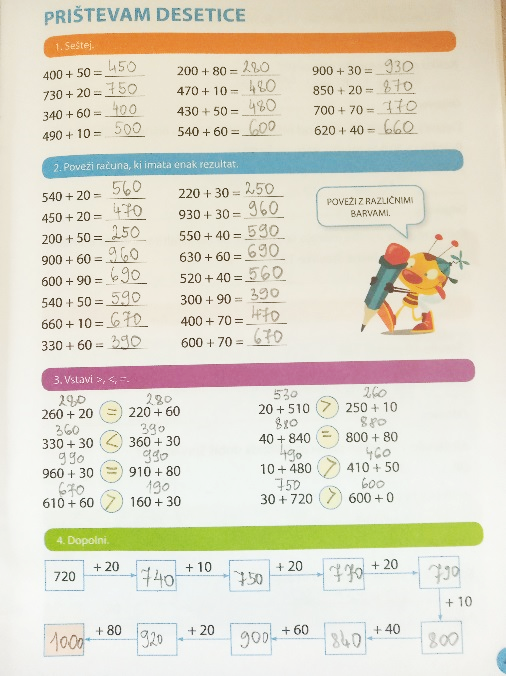 PRIŠTEVAM DESETICE
1. Seštej.
400 + 50 = 450 200 + 80 = 280 900 + 30 = 930
730 + 20 = 750 470 + 10 = 480 850 + 20 = 870
340 + 60 = 400 430 + 50 = 480 700 + 70 = 770
490 + 10 = 500 540 + 60 = 600 620 + 40 = 660
2. Poveži računa, ki imata enak rezultat.
540 + 20 = 560 220 + 30 = 250
450 + 20 = 470 930 + 30 = 960
200 + 50 = 250 550 + 40 = 590
900 + 60 = 960 630 + 60 = 690
600 + 90 = 690 520 + 40 = 560
540 + 50 = 590 300 + 90 = 390
660 + 10 = 670 400 + 70 = 470
330 + 60 = 390 600 + 70 = 670
POVEŽI Z RAZLIČNIMI
BARVAMI.
3. Vstavi >, <, =.
280 280 530 260
260 + 20 = 220 + 60 20 + 510 > 250 + 10
360 390 880 880
330 + 30 < 360 + 30 40 + 840 = 800 + 80
990 990 490 460
960 + 30 = 910 + 80 10 + 480 > 410 + 50
670 190 750 600
610 + 60 > 160 + 30 30 + 720 > 600 + 0
4. Dopolni.
720 + 20 740 + 10 750 + 20 770 + 20 790
+ 10
1000 + 80 920 + 20 900 + 60 840 + 40 800